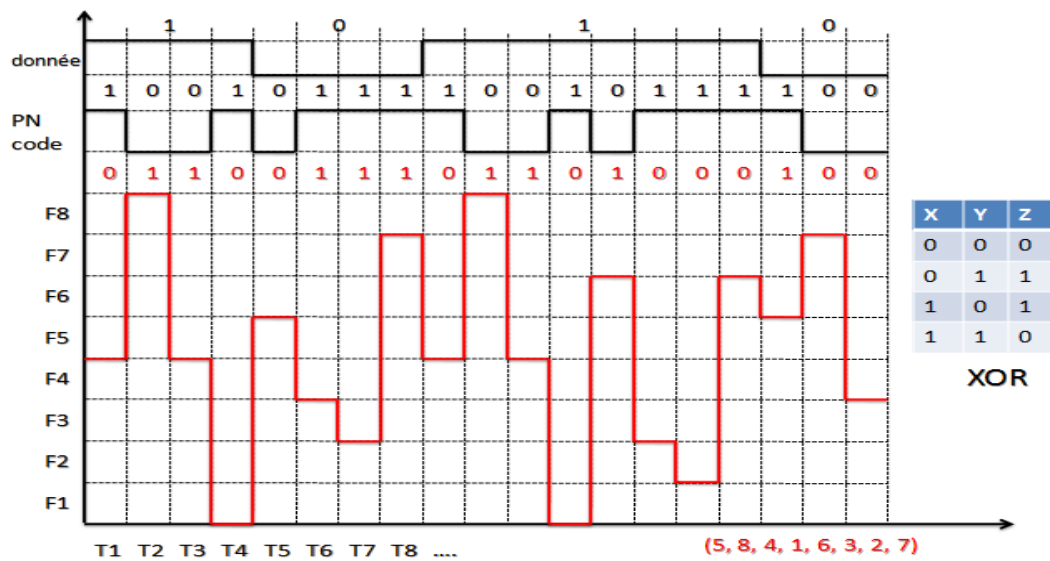 1 0 1 0
donnée
1 0 0 1 0 1 1 1 1 0 0 1 0 1 1 1 1 0 0
PN
code
0 1 1 0 0 1 1 1 0 1 1 0 1 0 0 0 1 0 0
F8
F7
F6
F5
F4
F3
F2
F1
T1 T2 T3 T4 T5 T6 T7 T8 ....
(5, 8, 4, 1, 6, 3, 2, 7)
X Y Z
0 0 0
0 1 1
1 0 1
1 1 0
XOR